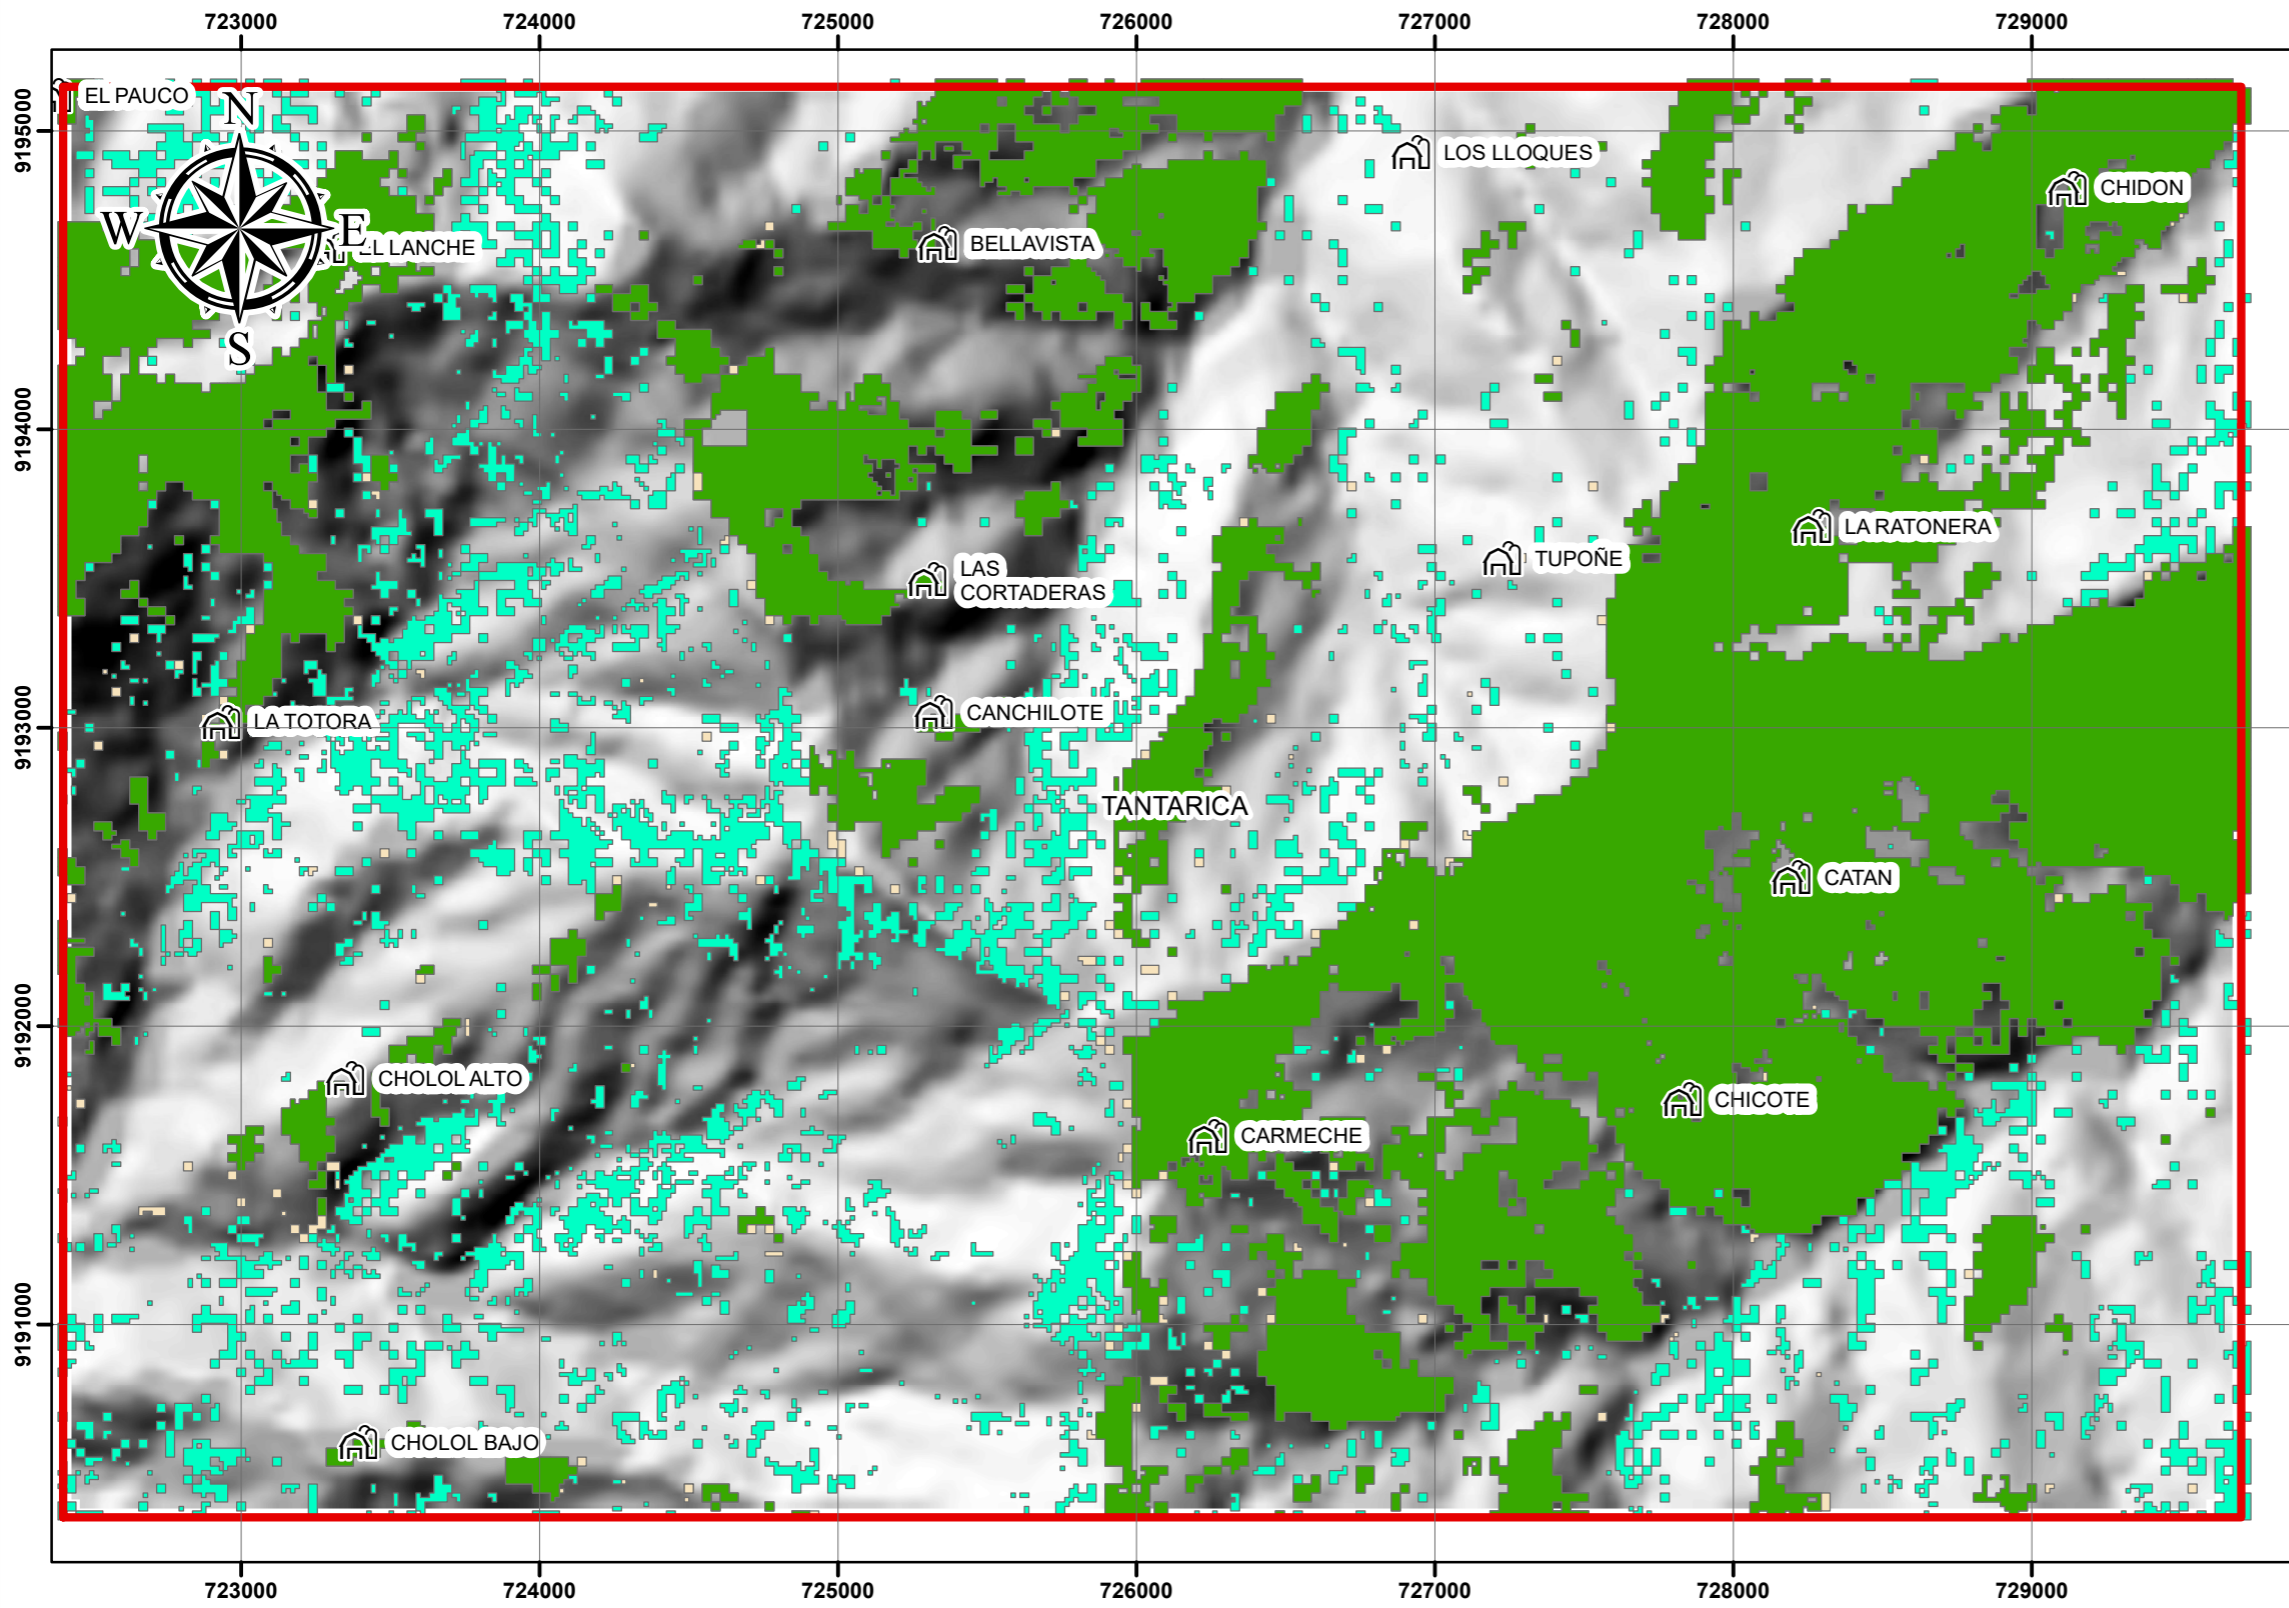 723000 724000 725000 726000 727000 728000 729000
EL PAUCO
N
9195000
LOS LLOQUES
CHIDON
W
E
EL LANCHE
BELLAVISTA
S
9194000
LA RATONERA
TUPOÑE
LAS
CORTADERAS
9193000
LA TOTORA
CANCHILOTE
TANTARICA
CATAN
9192000
CHOLOL ALTO
CHICOTE
CARMECHE
9191000
CHOLOL BAJO
723000 724000 725000 726000 727000 728000 729000